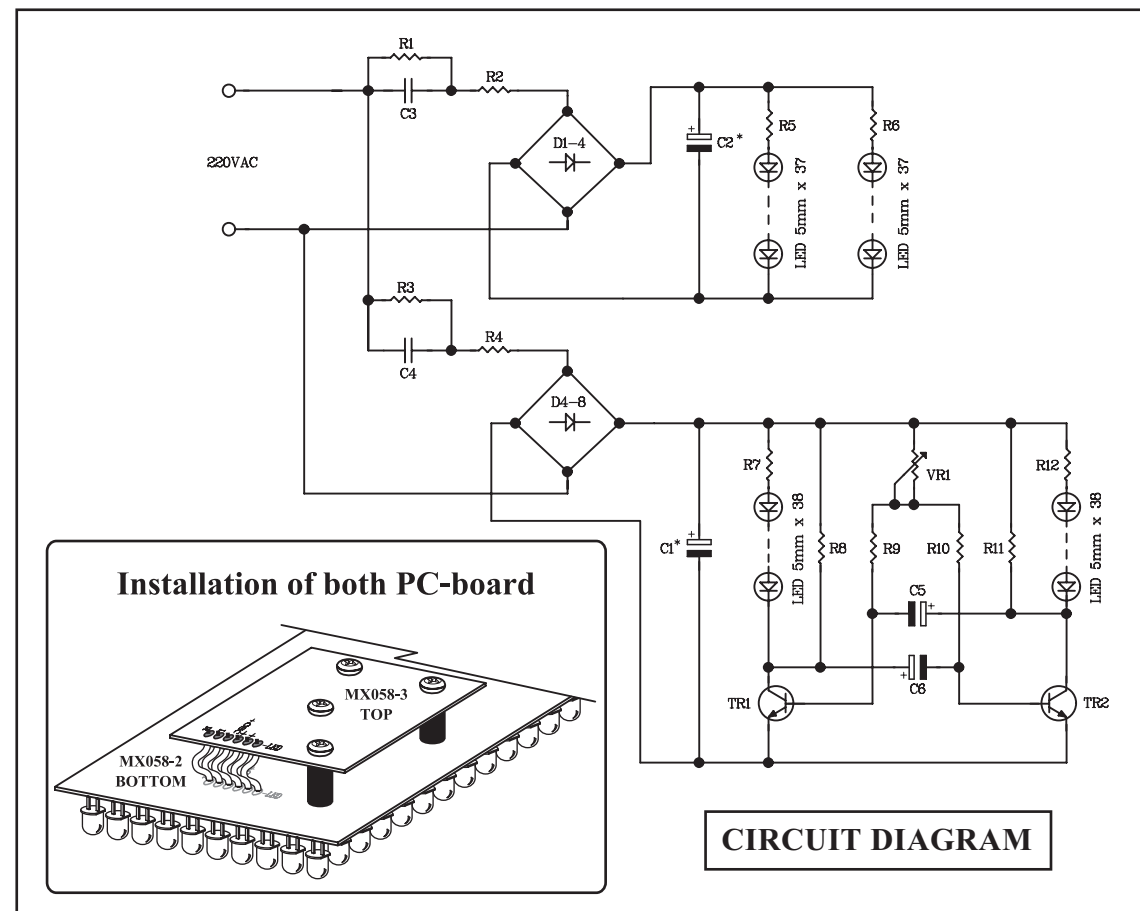 R1
C3
R2
220VAC
D1-4
+
C2*
R5
R6
LED 5mm x 37
LED 5mm x 37
R3
C4
R4
D4-8
+
C1*
R7
LED 5mm x 38
R8
VR1
R9
R10
R11
R12
LED 5mm x 38
C5
+
+
C6
TR1
TR2
Installation of both PC-board
MX058-3
TOP
MX058-2
BOTTOM
CIRCUIT DIAGRAM